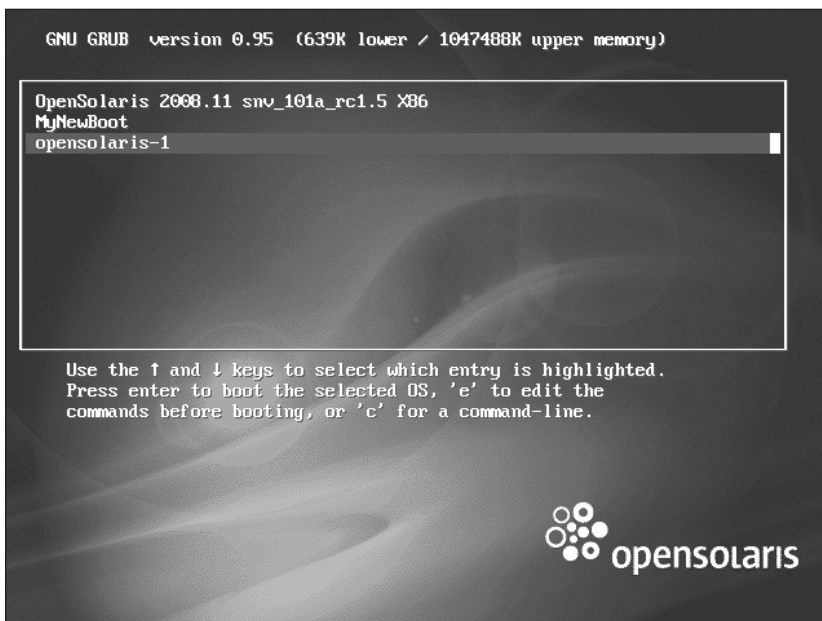 GNU GRUB version 0.95 (639K lower / 1047488K upper memory)
OpenSolaris 2008.11 snv_101a_rc1.5 X86
MyNewBoot
opensolaris-1
Use the ↑ and ↓ keys to select which entry is highlighted.
Press enter to boot the selected OS, 'e' to edit the
commands before booting, or 'c' for a command-line.
opensolaris